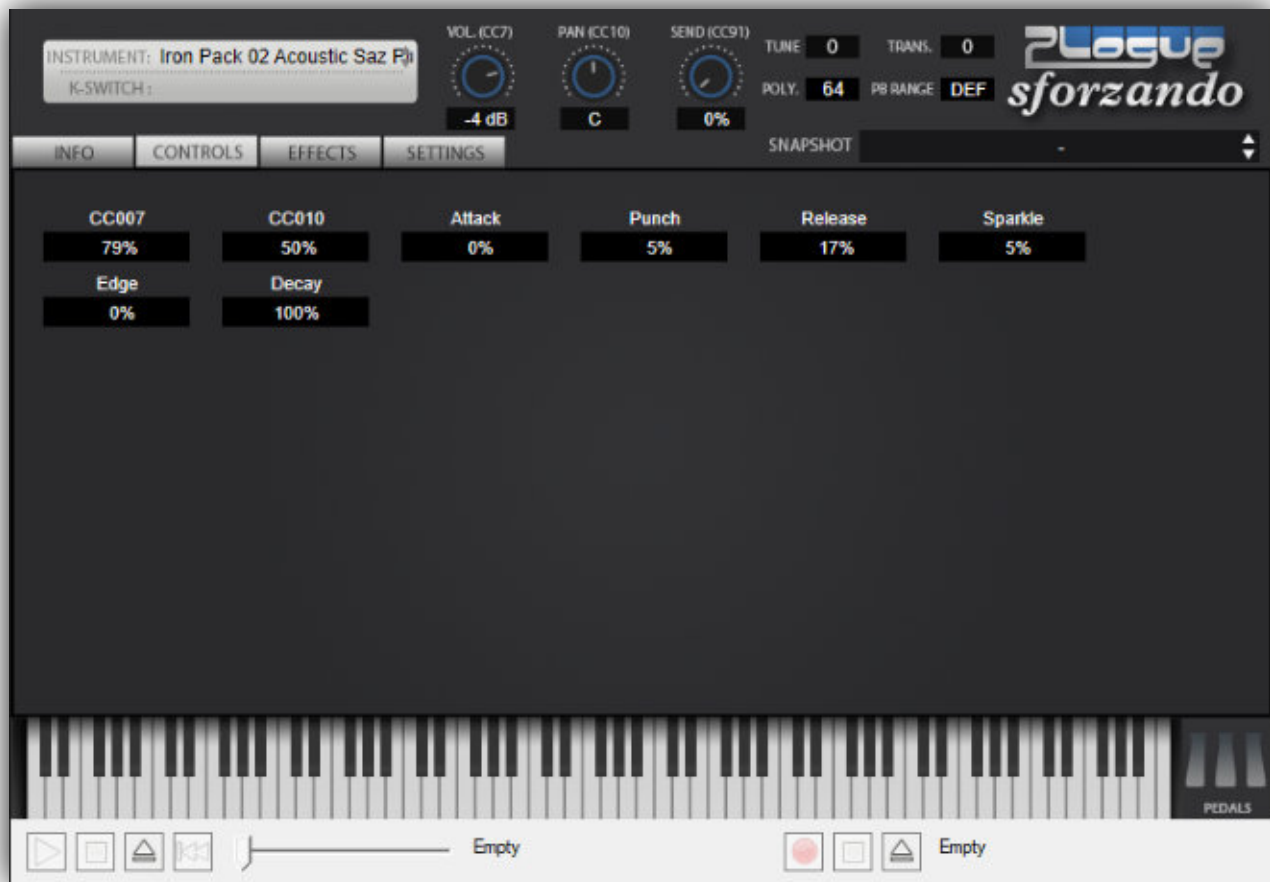 INSTRUMENT: Iron Pack 02 Acoustic Saz
K-SWITCH :
VOL. (CC7)
-4 dB
PAN (CC10)
C
SEND (CC91)
0%
TUNE 0 TRANS. 0
POLY. 64 PB RANGE DEF
Plogue
sforzando
SNAPSHOT -
INFO CONTROLS EFFECTS SETTINGS
CC007 CC010 Attack Punch Release Sparkle
79% 50% 0% 5% 17% 5%
Edge Decay
0% 100%
PEDALS
Empty Empty